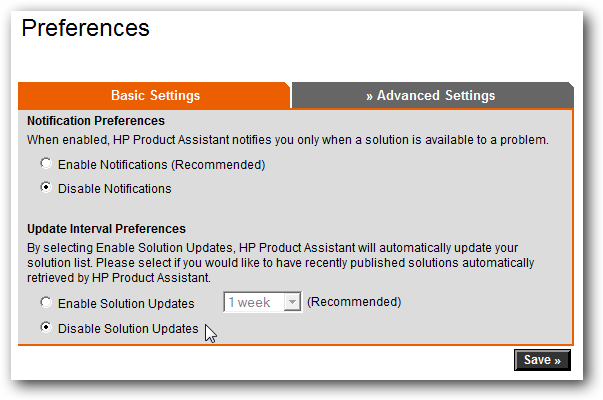 Preferences
Basic Settings
» Advanced Settings
Notification Preferences
When enabled, HP Product Assistant notifies you only when a solution is available to a problem.
Enable Notifications (Recommended)
Disable Notifications
Update Interval Preferences
By selecting Enable Solution Updates, HP Product Assistant will automatically update your
solution list. Please select if you would like to have recently published solutions automatically
retrieved by HP Product Assistant.
Enable Solution Updates 1 week (Recommended)
Disable Solution Updates
Save »